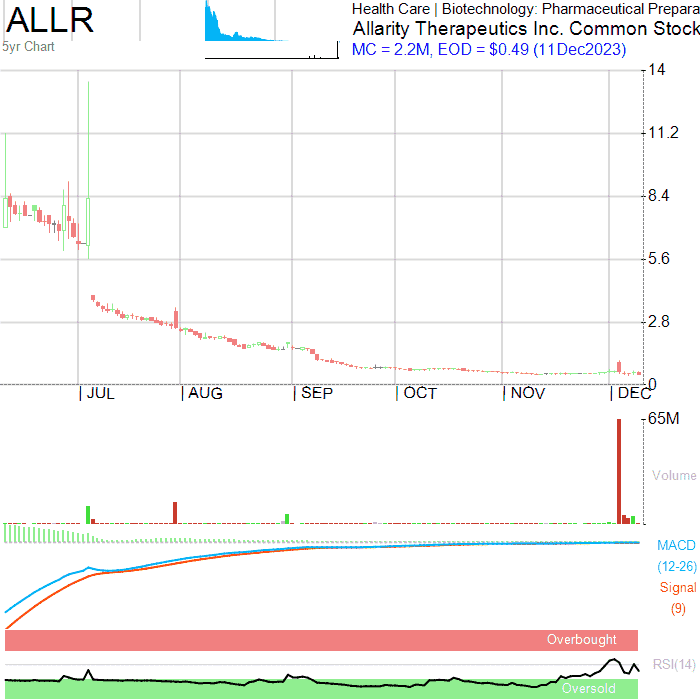 ALLR
Health Care | Biotechnology: Pharmaceutical Prepara
Allarity Therapeutics Inc. Common Stock
5yr Chart
MC = 2.2M, EOD = $0.49 (11Dec2023)
14
11.2
8.4
5.6
2.8
0
JUL AUG SEP OCT NOV DEC
65M
Volume
MACD
(12-26)
Signal
(9)
Overbought
RSI(14)
Oversold